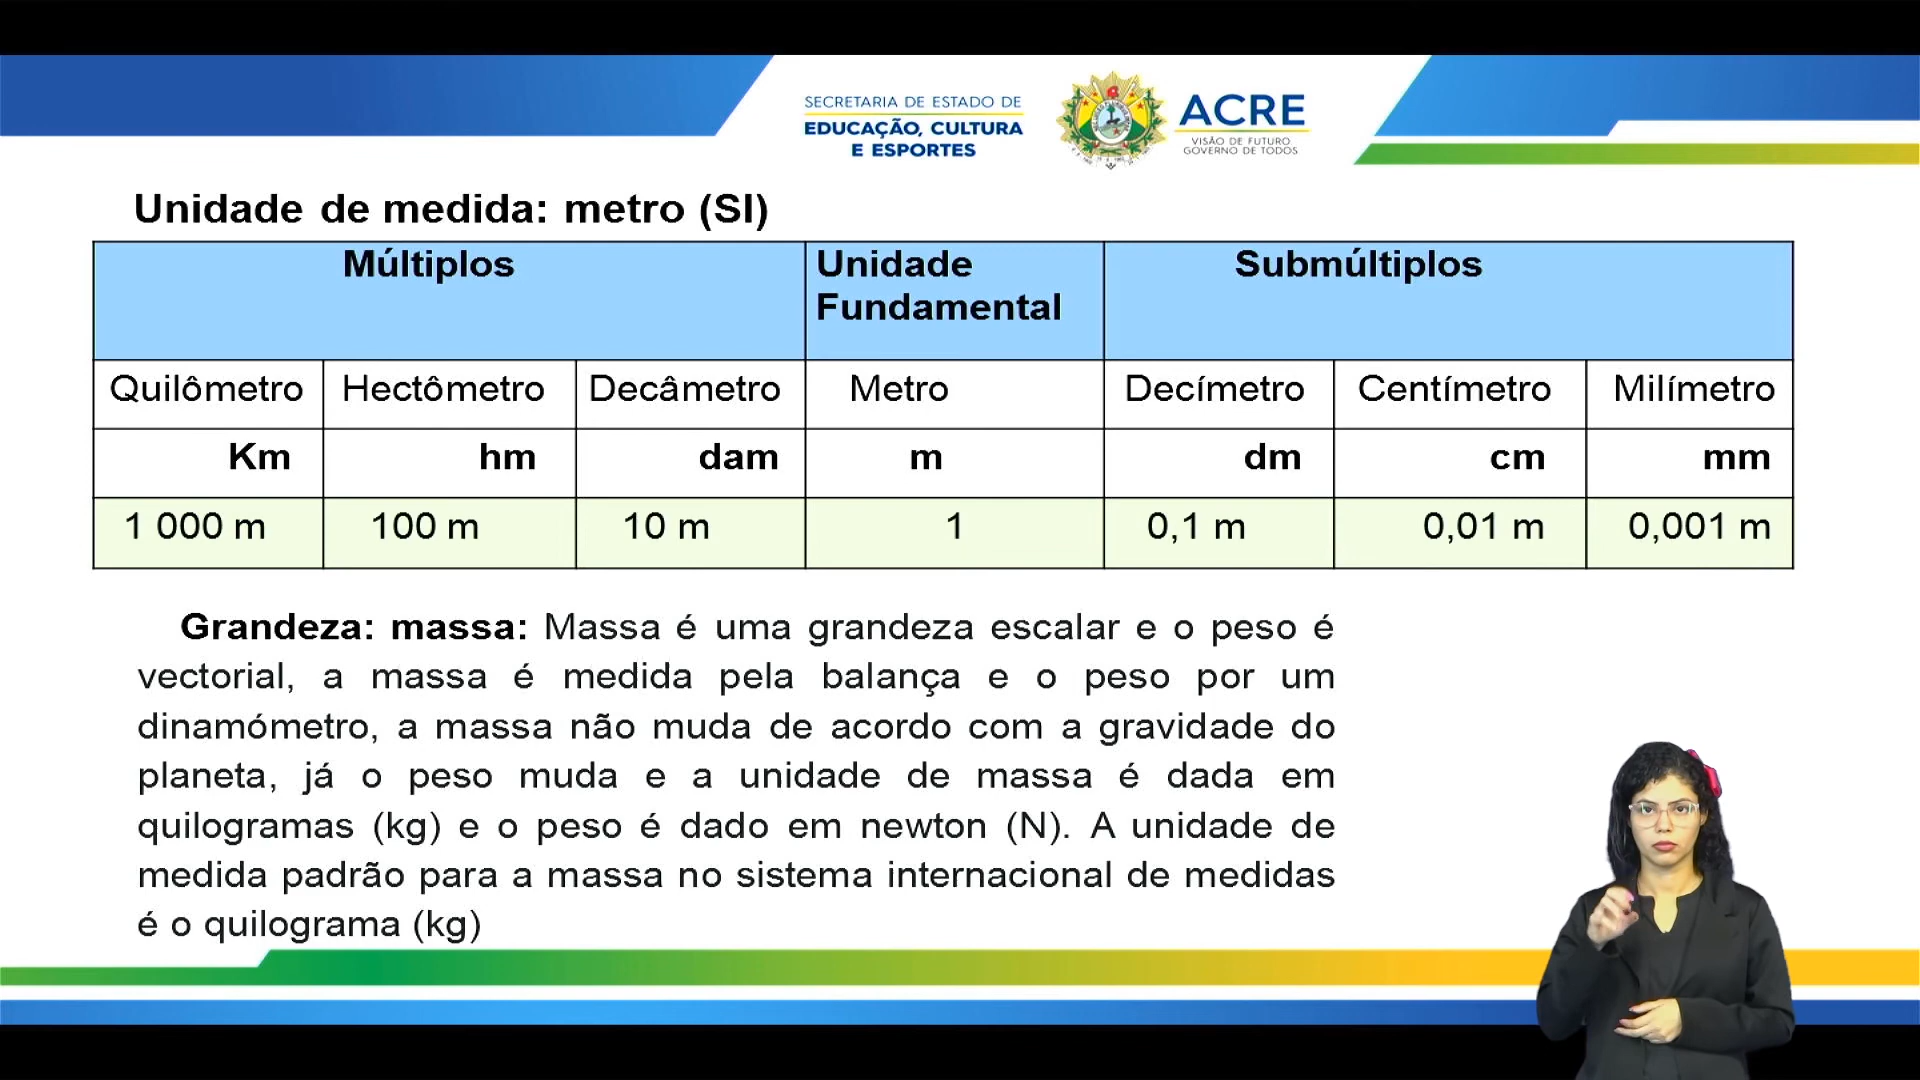 SECRETARIA DE ESTADO DE
EDUCAÇÃO, CULTURA
E ESPORTES
ACRE
VISÃO DE FUTURO
GOVERNO DE TODOS
Unidade de medida: metro (SI)
Múltiplos Unidade Fundamental Submúltiplos
Quilômetro Hectômetro Decâmetro Metro Decímetro Centímetro Milímetro
Km hm dam m dm cm mm
1 000 m 100 m 10 m 1 0,1 m 0,01 m 0,001 m
Grandeza: massa: Massa é uma grandeza escalar e o peso é
vectorial, a massa é medida pela balança e o peso por um
dinamómetro, a massa não muda de acordo com a gravidade do
planeta, já o peso muda e a unidade de massa é dada em
quilogramas (kg) e o peso é dado em newton (N). A unidade de
medida padrão para a massa no sistema internacional de medidas
é o quilograma (kg)